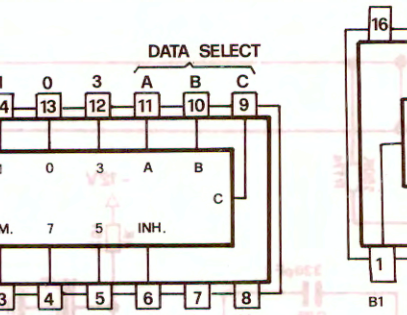 DATA SELECT
0 3 A B C
4 13 12 11 10 9
0 3 A B
C
M. 7 5 INH.
3 4 5 6 7 8
16
1
B1